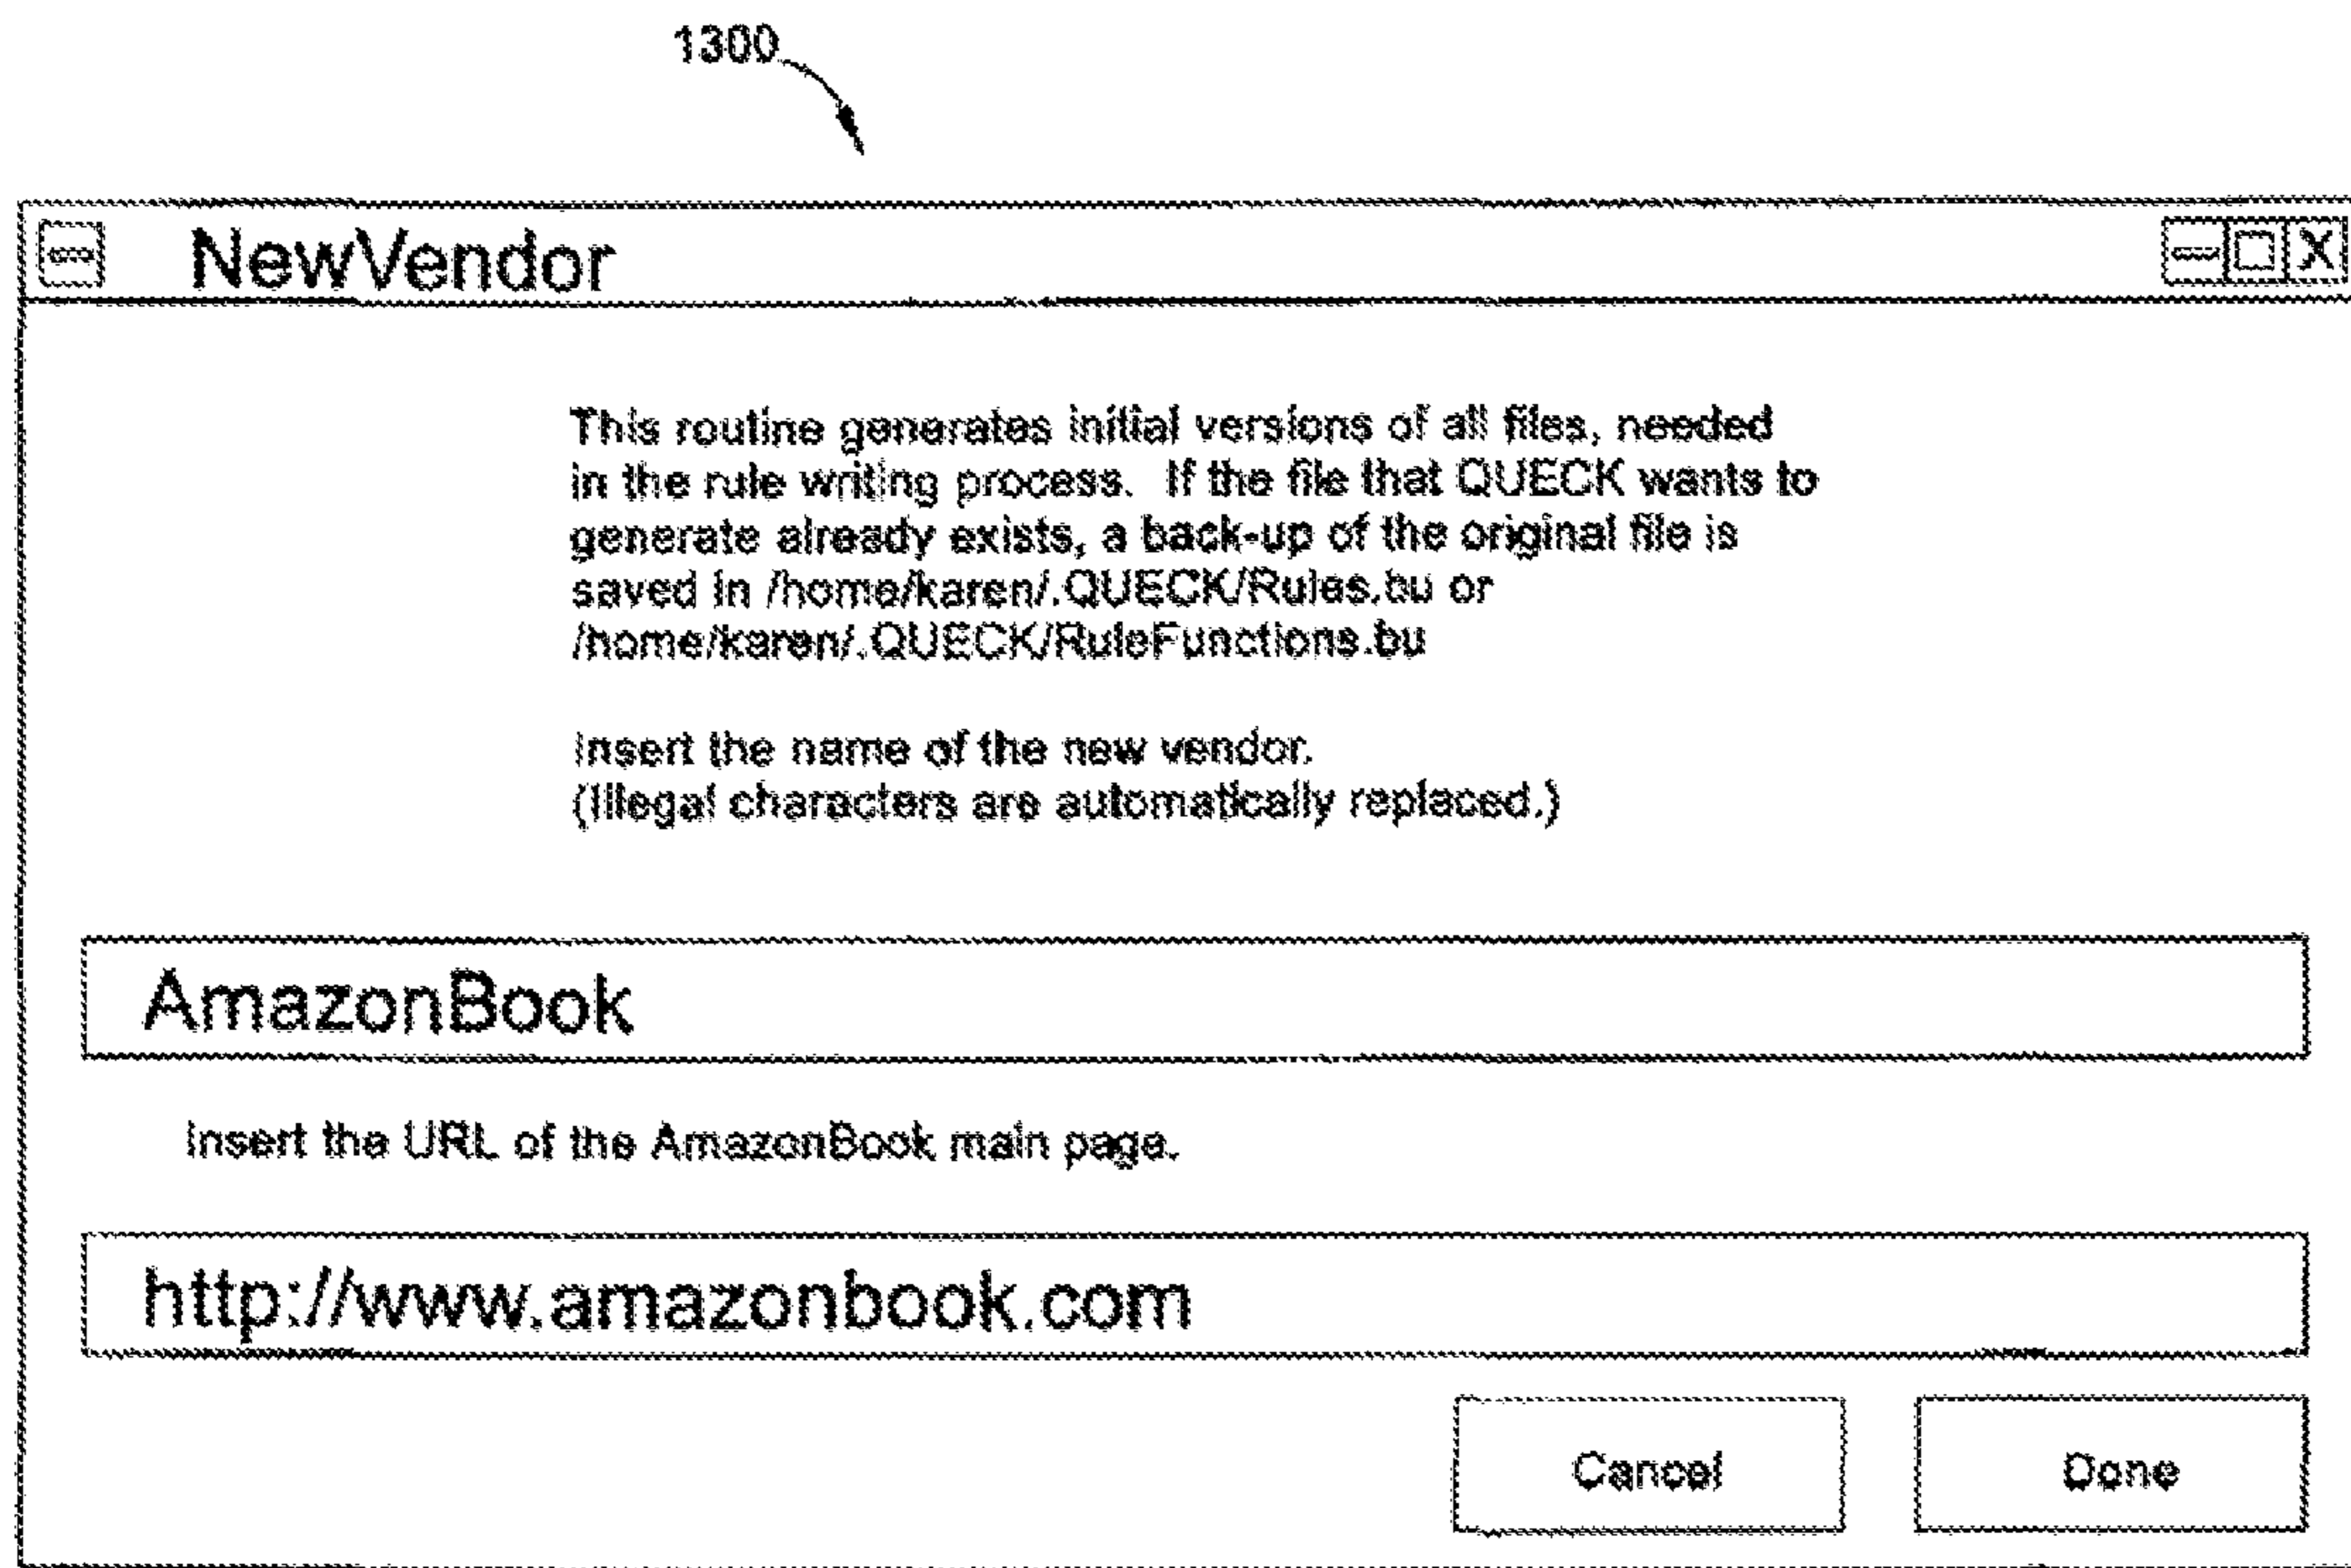 1300
NewVendor
This routine generates initial versions of all files, needed
in the rule writing process. If the file that QUECK wants to
generate already exists, a back-up of the original file is
saved in /home/karen/.QUECK/Rules.bu or
/home/karen/.QUECK/RuleFunctions.bu
Insert the name of the new vendor.
(Illegal characters are automatically replaced.)
AmazonBook
Insert the URL of the AmazonBook main page.
http://www.amazonbook.com
Cancel Done